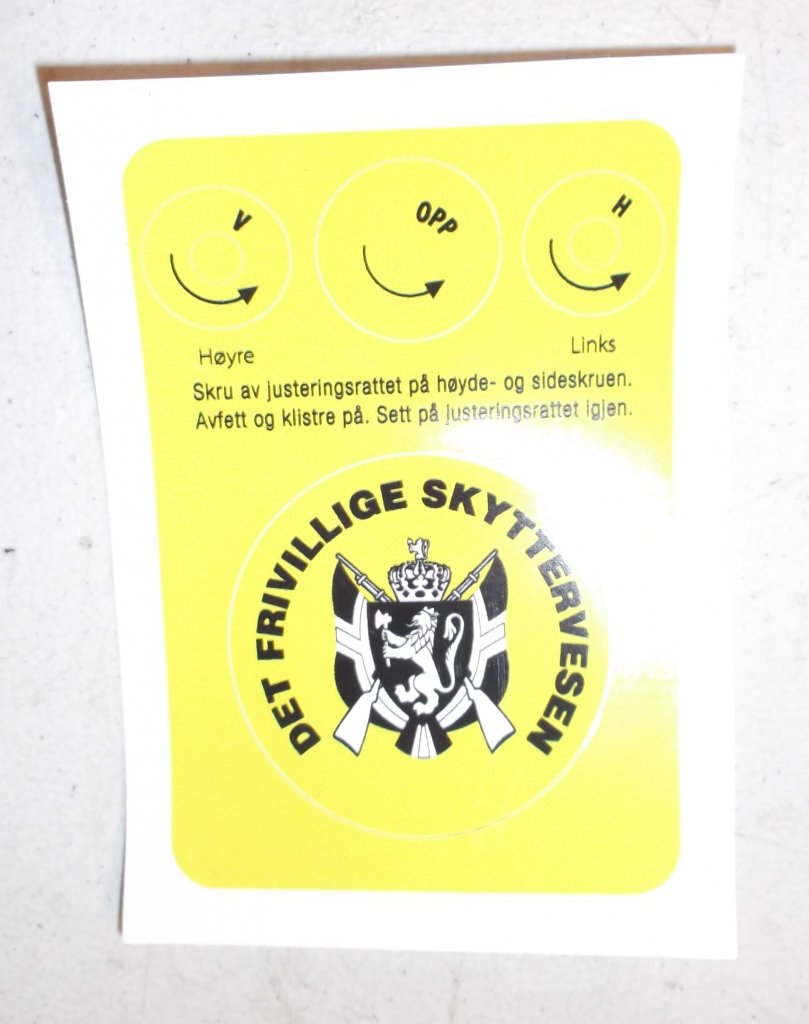 V
OPP
H
Høyre
Links
Skru av justeringsrattet på høyde- og sideskruen.
Avfett og klistre på. Sett på justeringsrattet igjen.
DET FRIVILLIGE SKYTTERVESEN